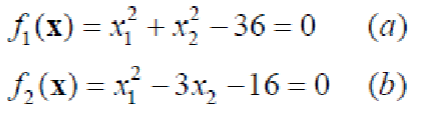 f₁(𝐱) = x₁² + x₂² − 36 = 0 (a)
f₂(𝐱) = x₁² − 3x₂ − 16 = 0 (b)